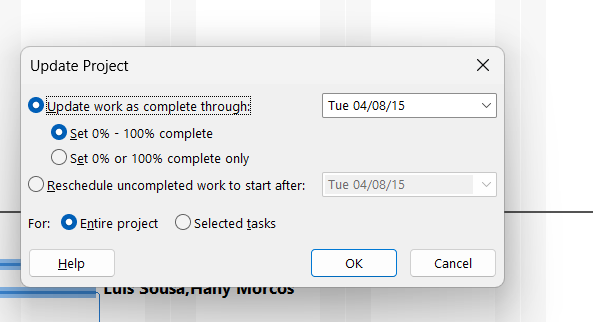 Update Project
Update work as complete through:
Tue 04/08/15
Set 0% - 100% complete
Set 0% or 100% complete only
Reschedule uncompleted work to start after:
Tue 04/08/15
For: Entire project Selected tasks
Help OK Cancel
Luis Sousa,Hany Morcos